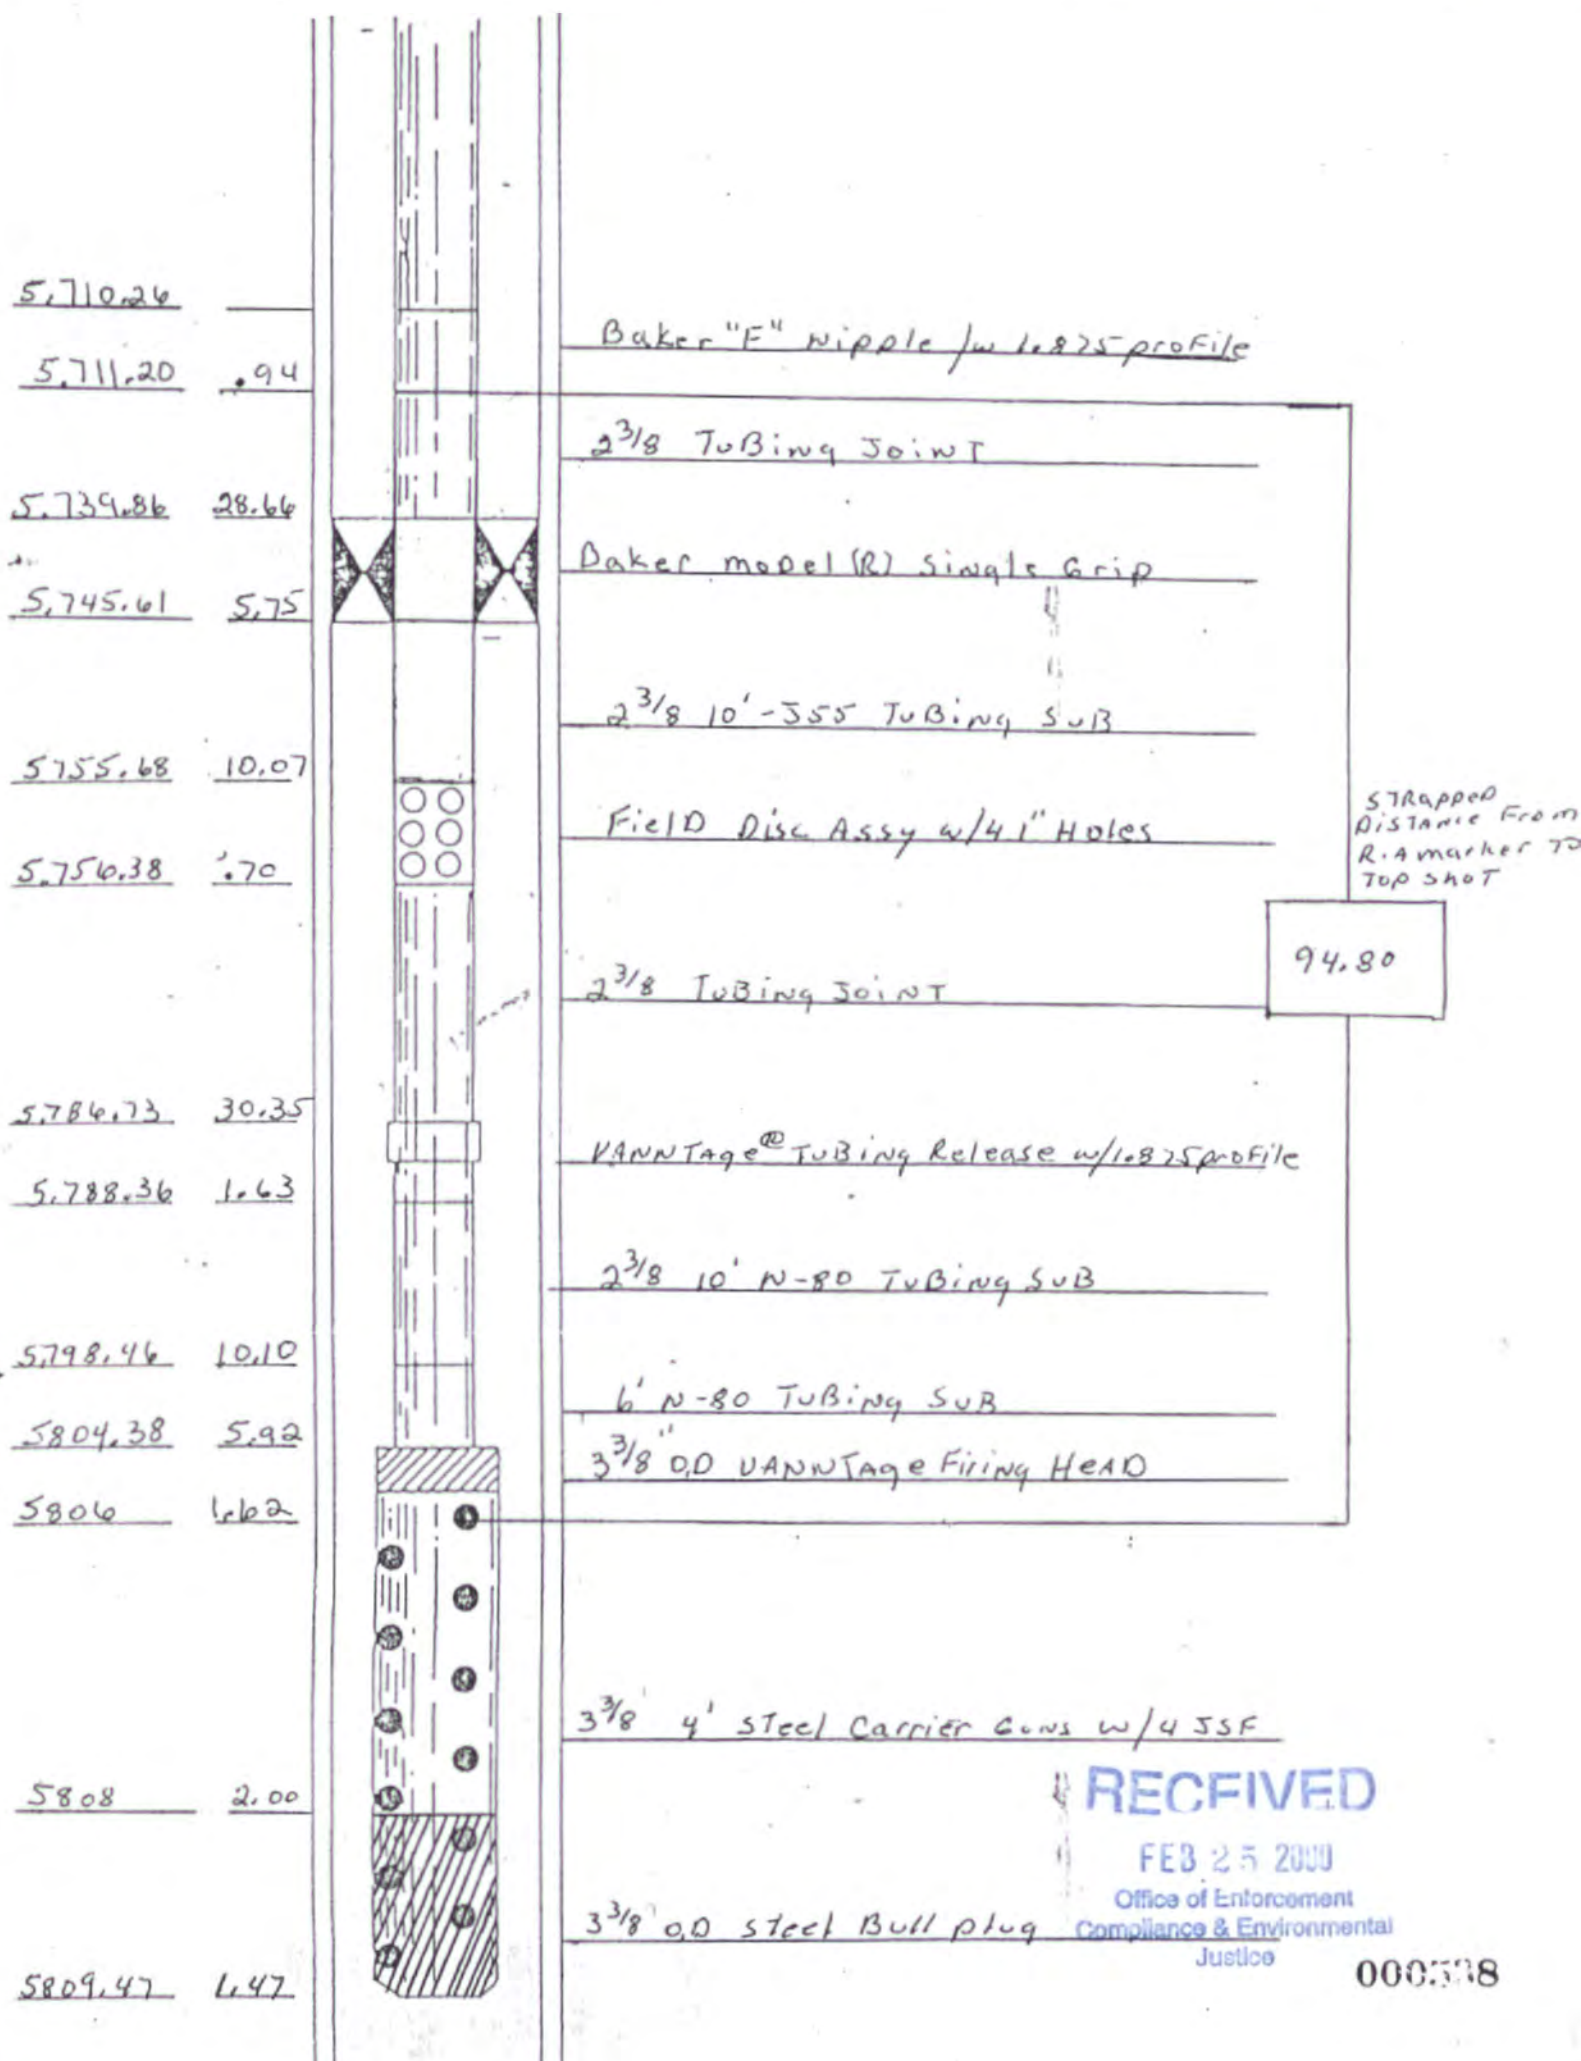 5,710.26
Baker "F" Nipple /w 1.875 profile
5,711.20 .94
2 3/8 TuBing JoinT
5,739.86 28.66
Baker moDel (R) Single Grip
5,745.61 5.75
2 3/8 10' -J55 TuBing SuB
5755.68 10.07
STRAPPED
DISTANCE From
R.A marker TO
TOP SHOT
FielD Disc Assy w/4 1" Holes
5,756.38 .70
94.80
2 3/8 TuBing JoiNT
5,786.73 30.35
VANNTAge® TuBing Release w/1.875 profile
5,788.36 1.63
2 3/8 10' N-80 TuBing SuB
5,798.46 10.10
6' N-80 TuBing SuB
5804.38 5.92
3 3/8" O.D VANNTAge Firing HeAD
5806 1.62
3 3/8 4' STeel Carrier Guns w/4 JSF
5808 2.00
RECEIVED
FEB 25 2000
Office of Enforcement
Compliance & Environmental
Justice
3 3/8" O.D steel Bull plug
5809.47 1.47